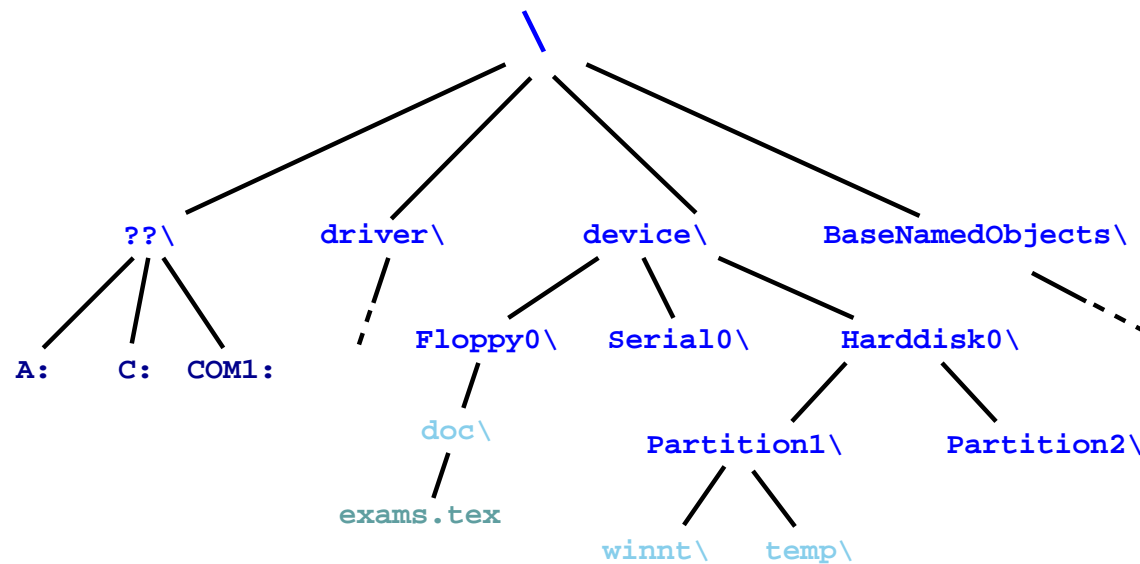 \
??\ driver\ device\ BaseNamedObjects\
Floppy0\ Serial0\ Harddisk0\
A: C: COM1:
doc\
Partition1\ Partition2\
exams.tex
winnt\ temp\